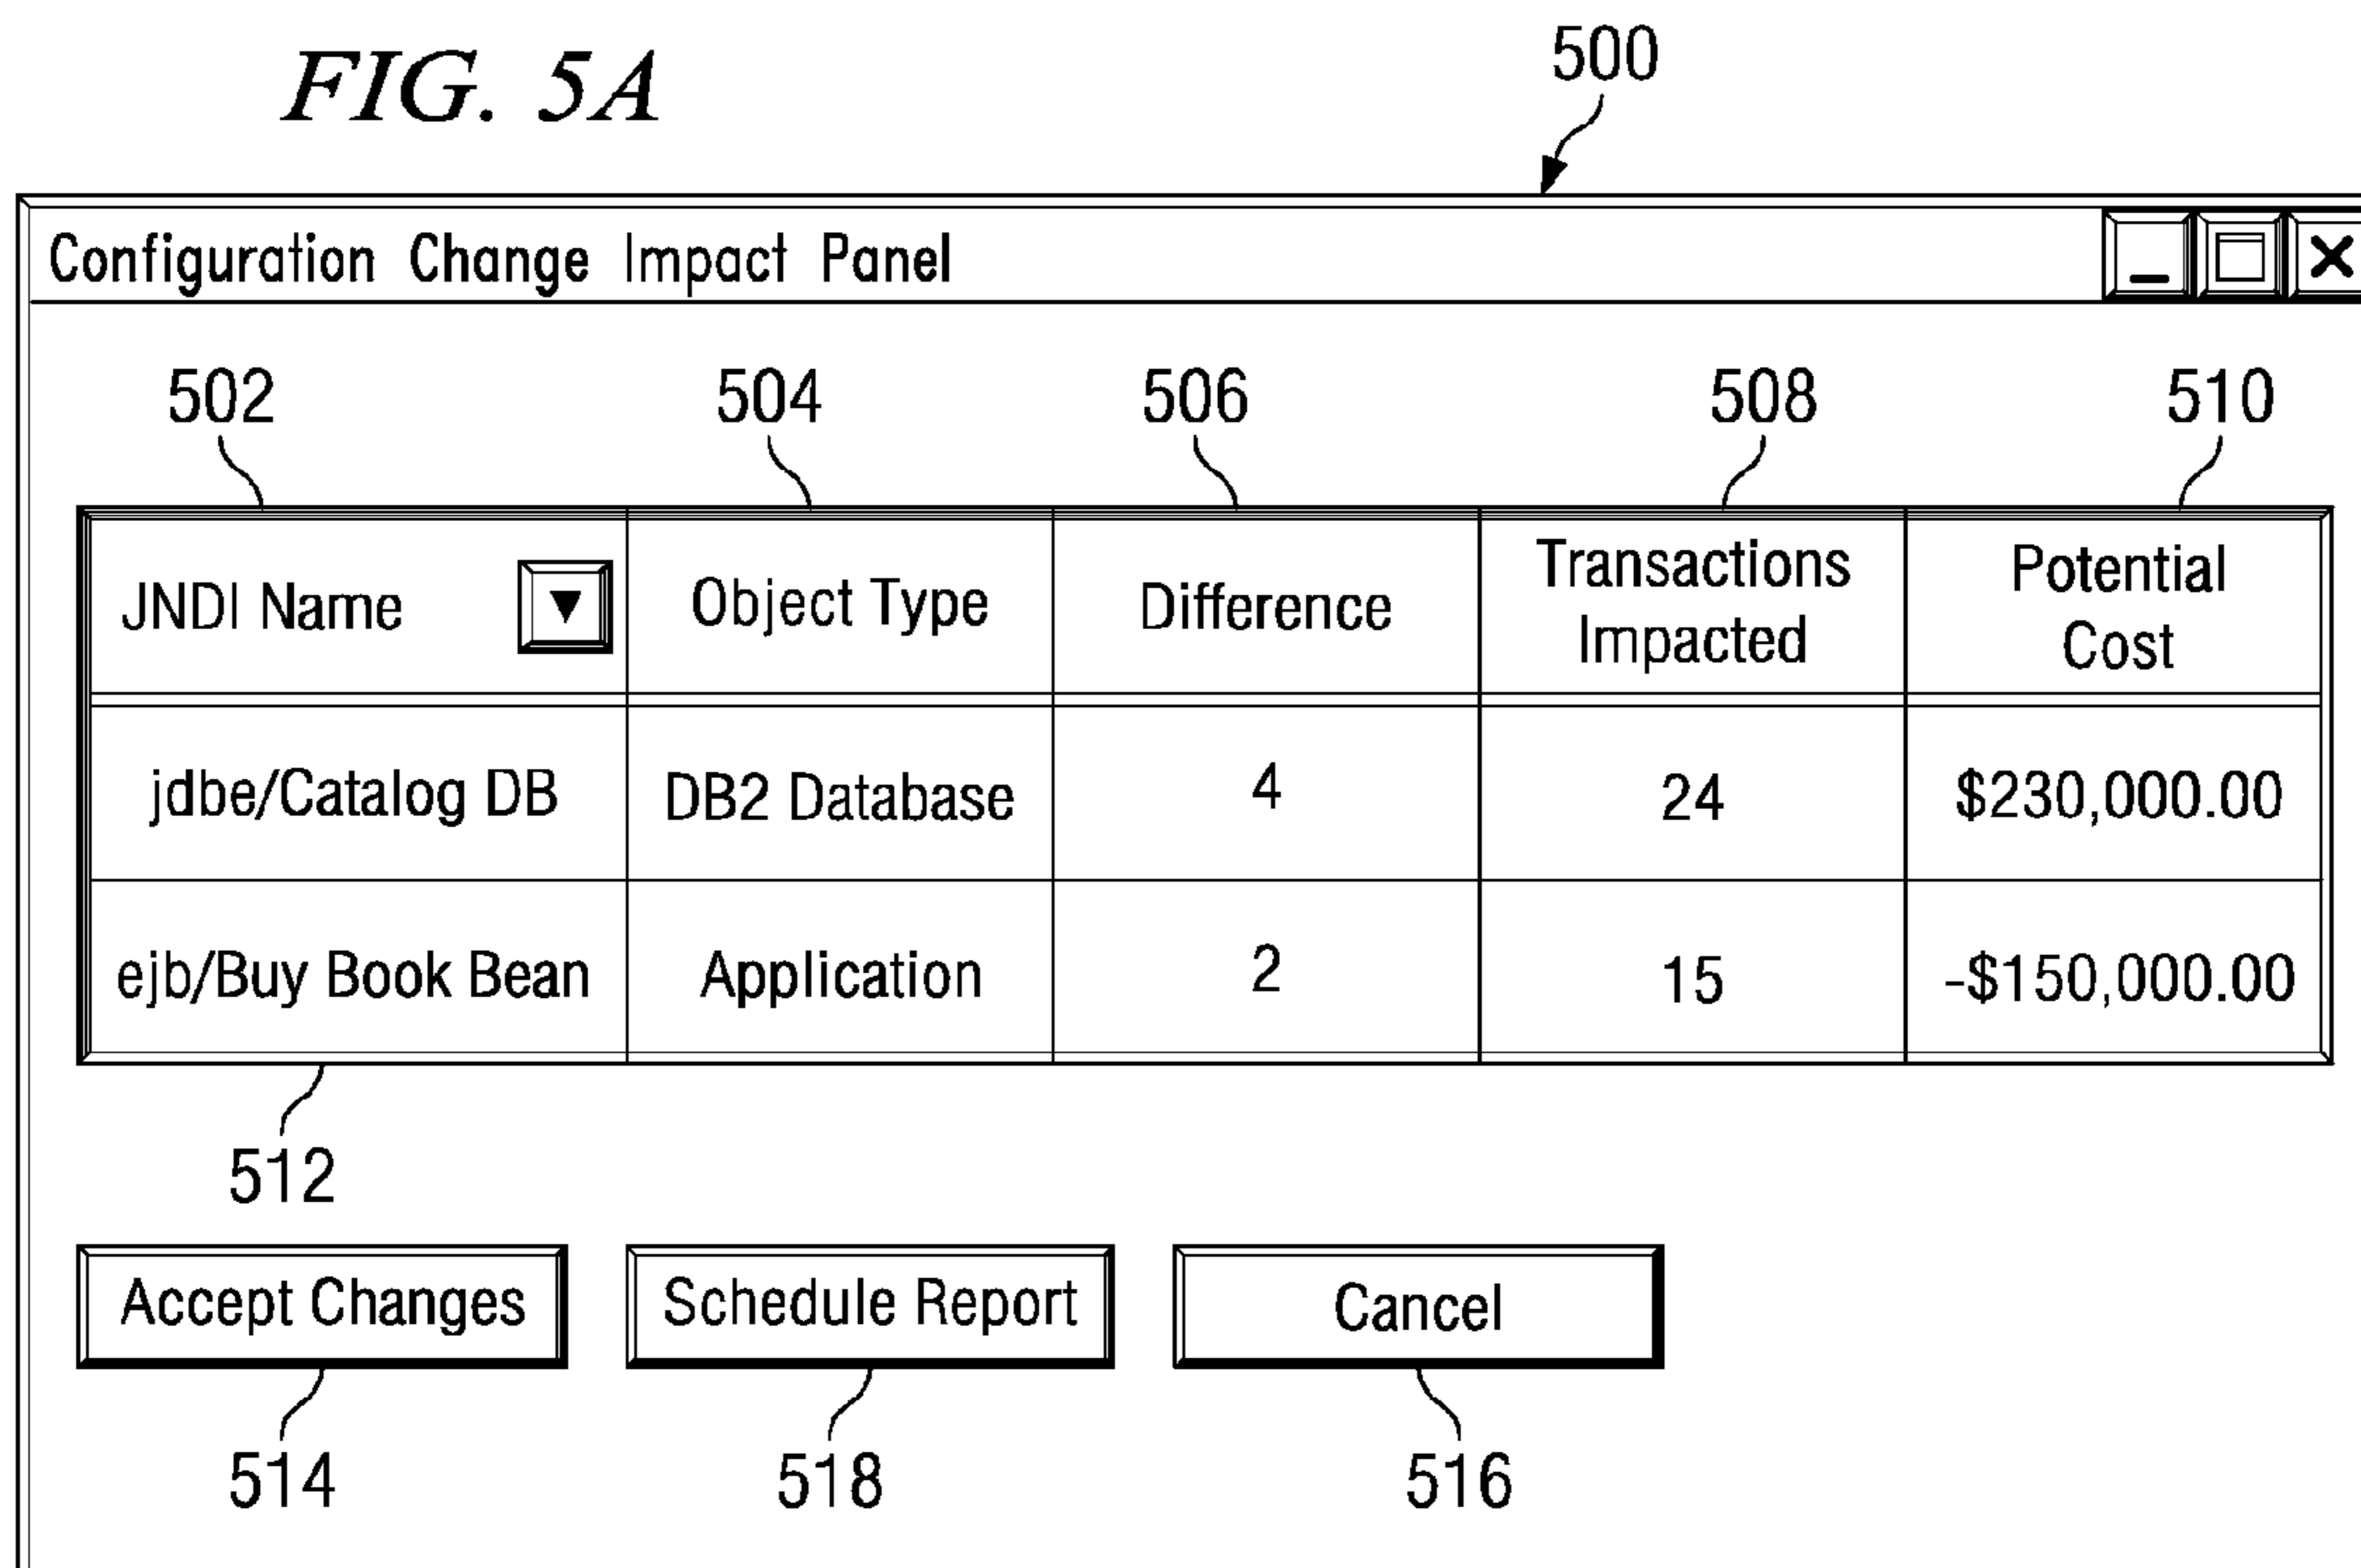 FIG. 5A
500
Configuration Change Impact Panel
502 504 506 508 510
JNDI Name Object Type Difference Transactions Impacted Potential Cost
jdbe/Catalog DB DB2 Database 4 24 $230,000.00
ejb/Buy Book Bean Application 2 15 -$150,000.00
512
Accept Changes Schedule Report Cancel
514 518 516